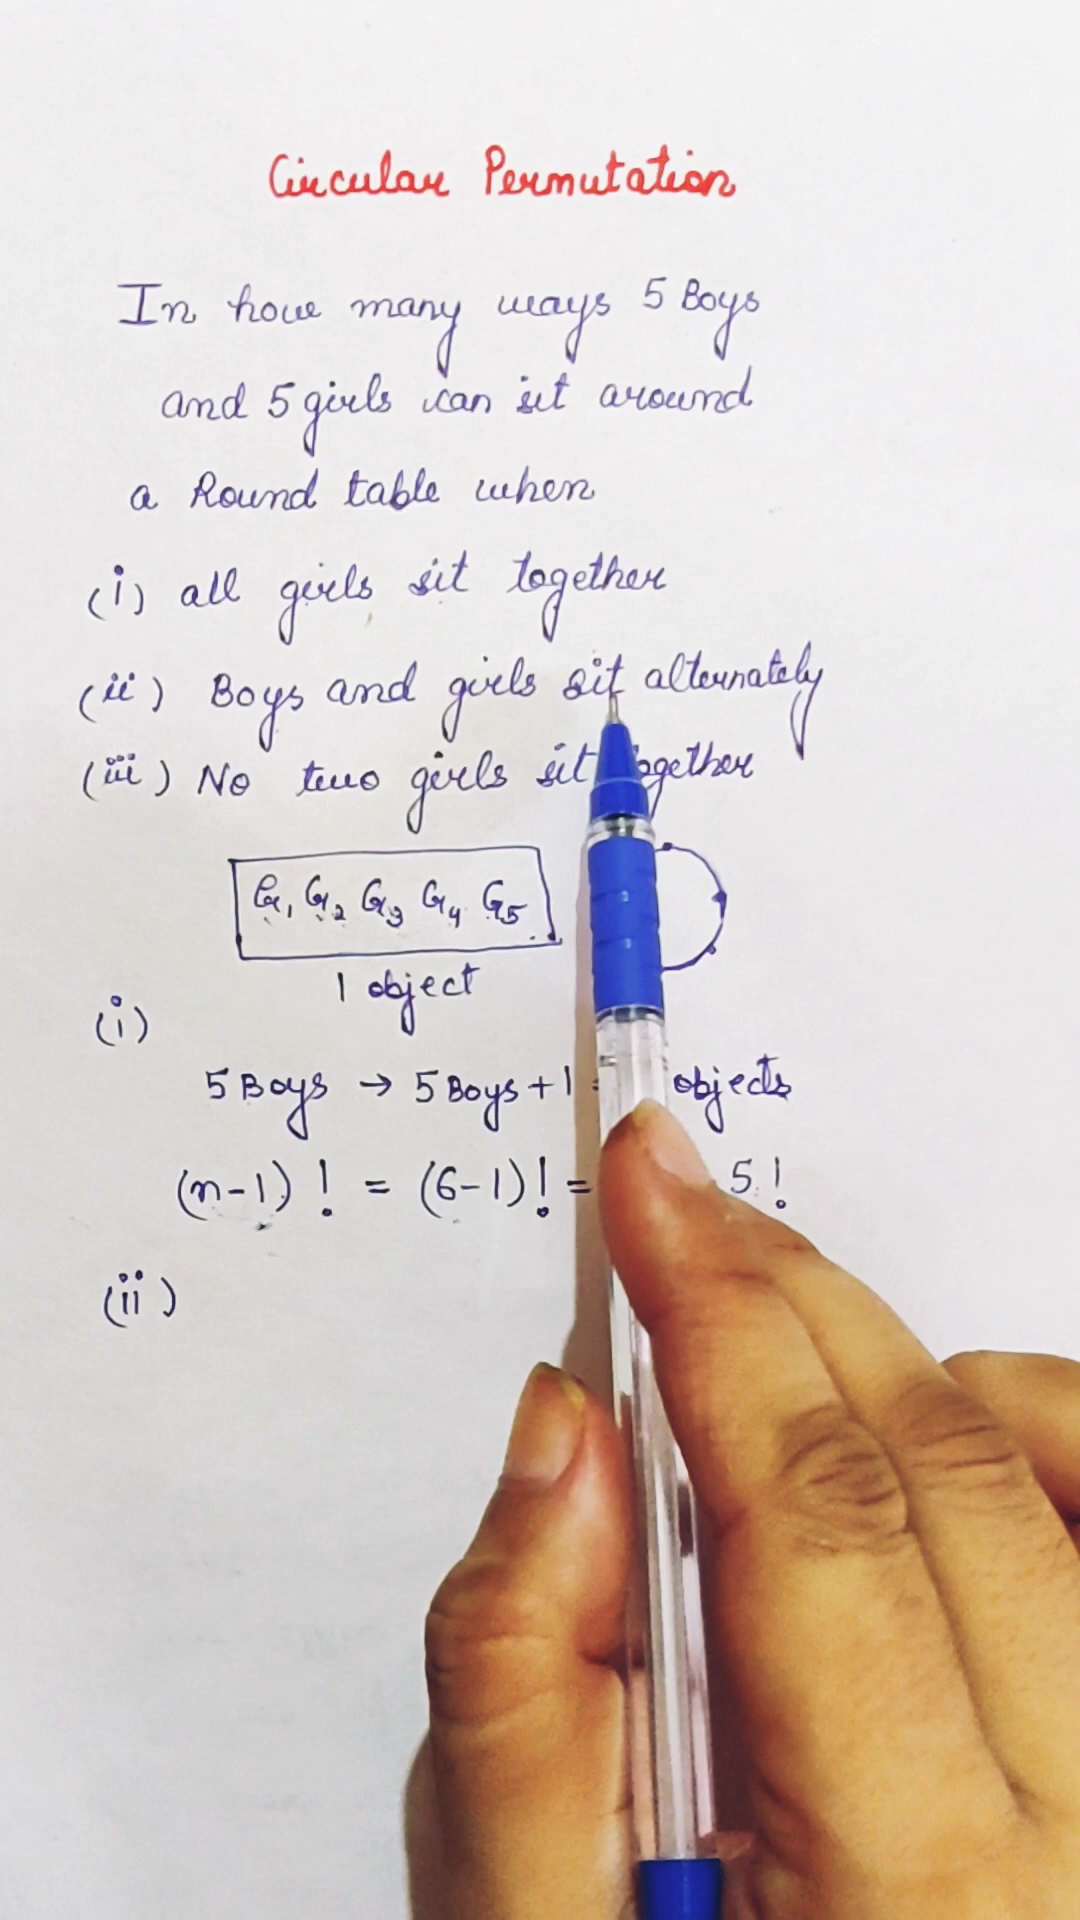 Circular Permutation
In how many ways 5 Boys
and 5 girls can sit around
a Round table when
(i) all girls sit together
(ii) Boys and girls sit alternately
(iii) No two girls sit together
G1 G2 G3 G4 G5
1 object
(i)
5 Boys → 5 Boys + 1 objects
(n-1)! = (6-1)! = 5!
(ii)